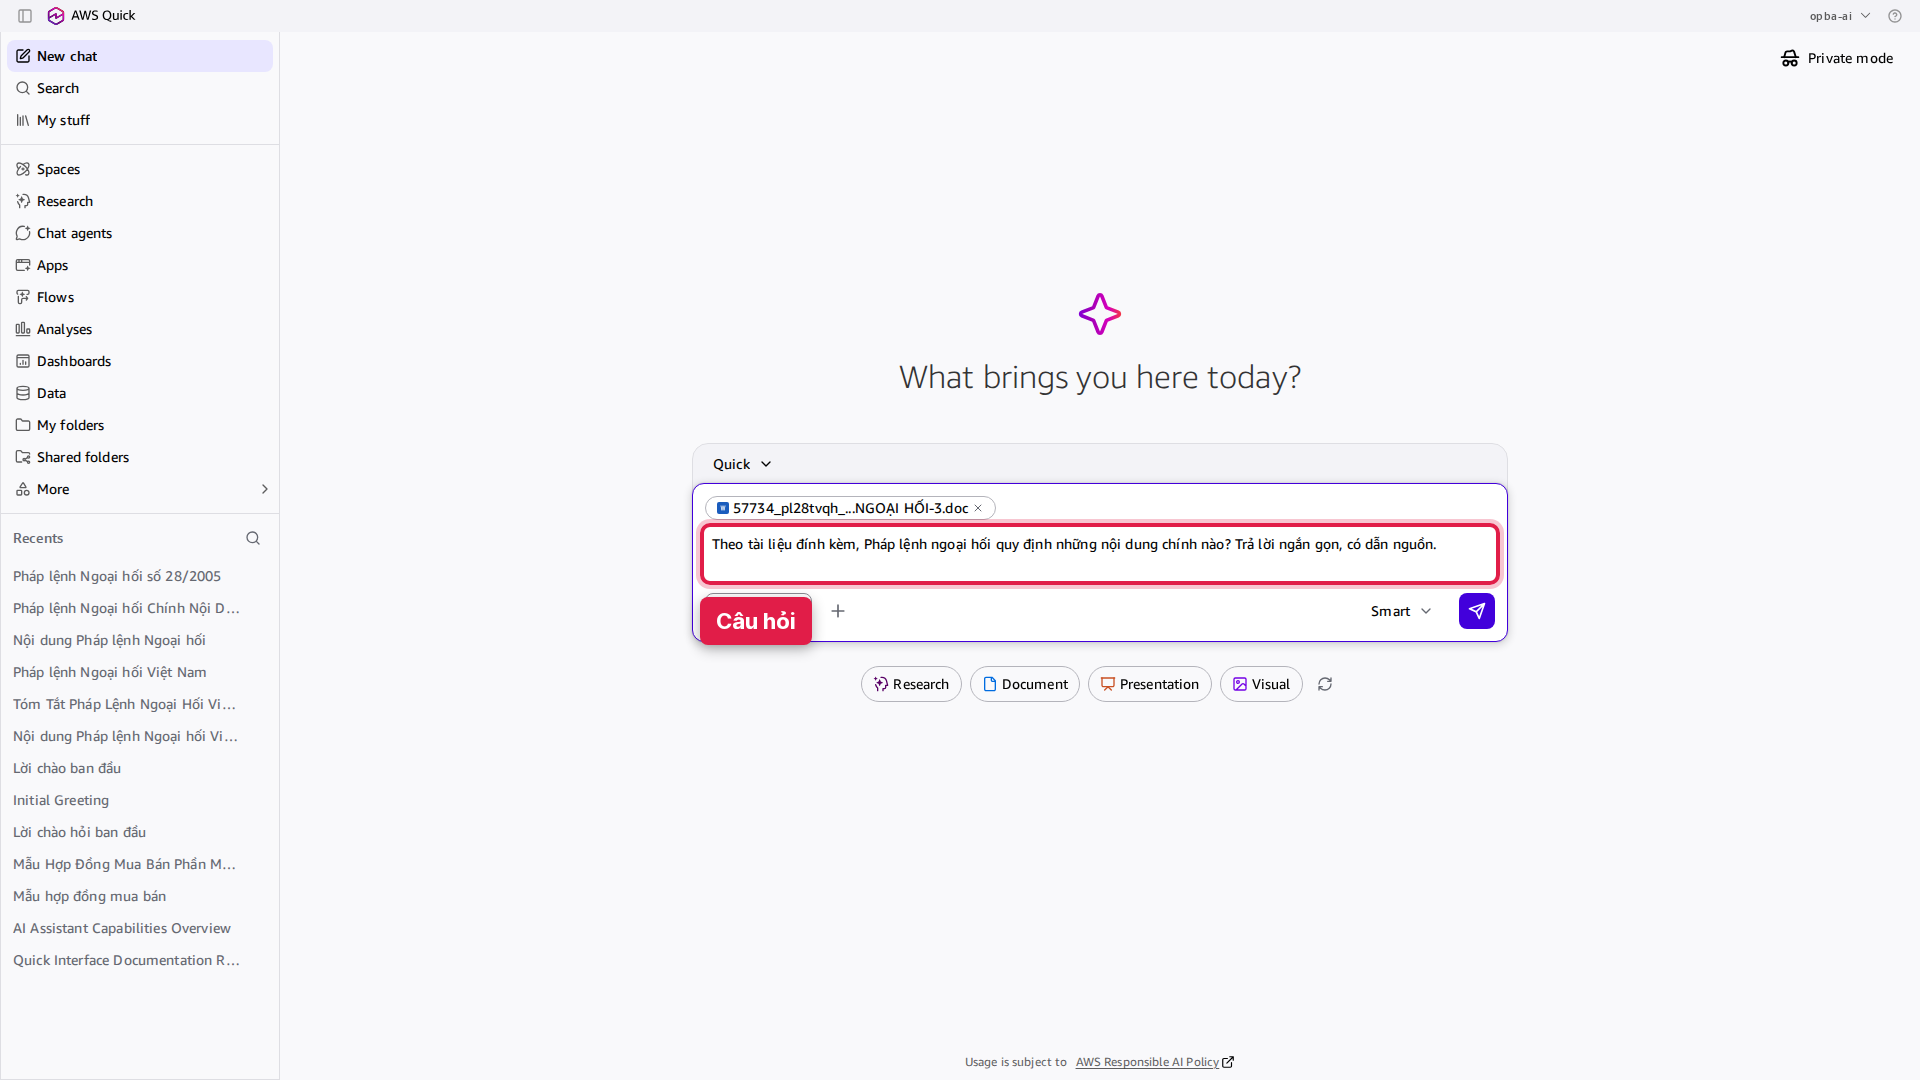 AWS Quick
opba-ai
New chat
Private mode
Search
My stuff
Spaces
Research
Chat agents
Apps
Flows
Analyses
Dashboards
Data
My folders
Shared folders
More
Recents
Pháp lệnh Ngoại hối số 28/2005
Pháp lệnh Ngoại hối Chính Nội D...
Nội dung Pháp lệnh Ngoại hối
Pháp lệnh Ngoại hối Việt Nam
Tóm Tắt Pháp Lệnh Ngoại Hối Vi...
Nội dung Pháp lệnh Ngoại hối Vi...
Lời chào ban đầu
Initial Greeting
Lời chào hỏi ban đầu
Mẫu Hợp Đồng Mua Bán Phần M...
Mẫu hợp đồng mua bán
AI Assistant Capabilities Overview
Quick Interface Documentation R...
What brings you here today?
Quick
57734_pl28tvqh_...NGOẠI HỐI-3.doc
Theo tài liệu đính kèm, Pháp lệnh ngoại hối quy định những nội dung chính nào? Trả lời ngắn gọn, có dẫn nguồn.
Câu hỏi
Smart
Research
Document
Presentation
Visual
Usage is subject to AWS Responsible AI Policy